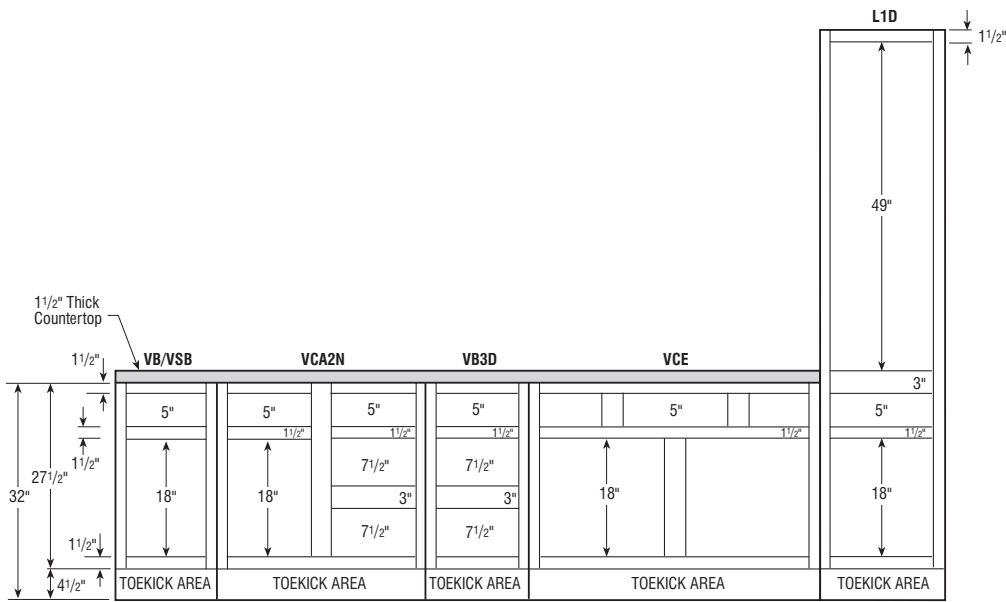 L1D
1 1/2"
49"
1 1/2" Thick
Countertop
VB/VSB
VCA2N
VB3D
VCE
1 1/2"
3"
5"
5"
5"
5"
5"
5"
1 1/2"
1 1/2"
1 1/2"
1 1/2"
1 1/2"
1 1/2"
7 1/2"
7 1/2"
27 1/2"
32"
18"
18"
3"
3"
18"
18"
7 1/2"
7 1/2"
1 1/2"
4 1/2"
TOEKICK AREA
TOEKICK AREA
TOEKICK AREA
TOEKICK AREA
TOEKICK AREA